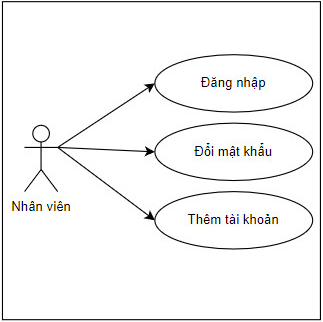 Đăng nhập
Đổi mật khẩu
Nhân viên
Thêm tài khoản